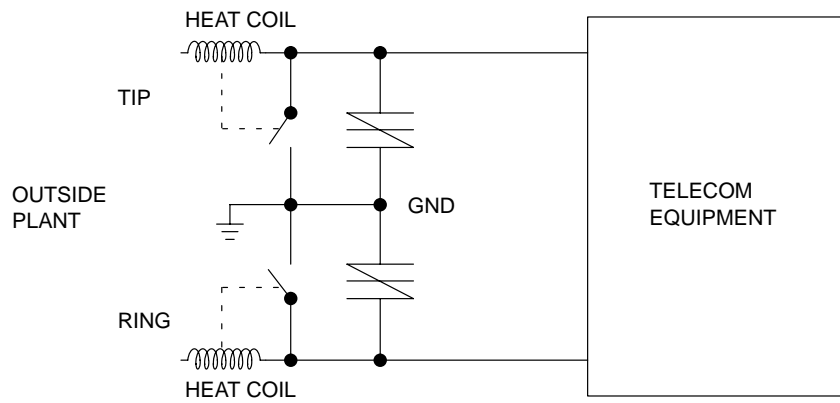 HEAT COIL
TIP
OUTSIDE
PLANT
GND
TELECOM
EQUIPMENT
RING
HEAT COIL